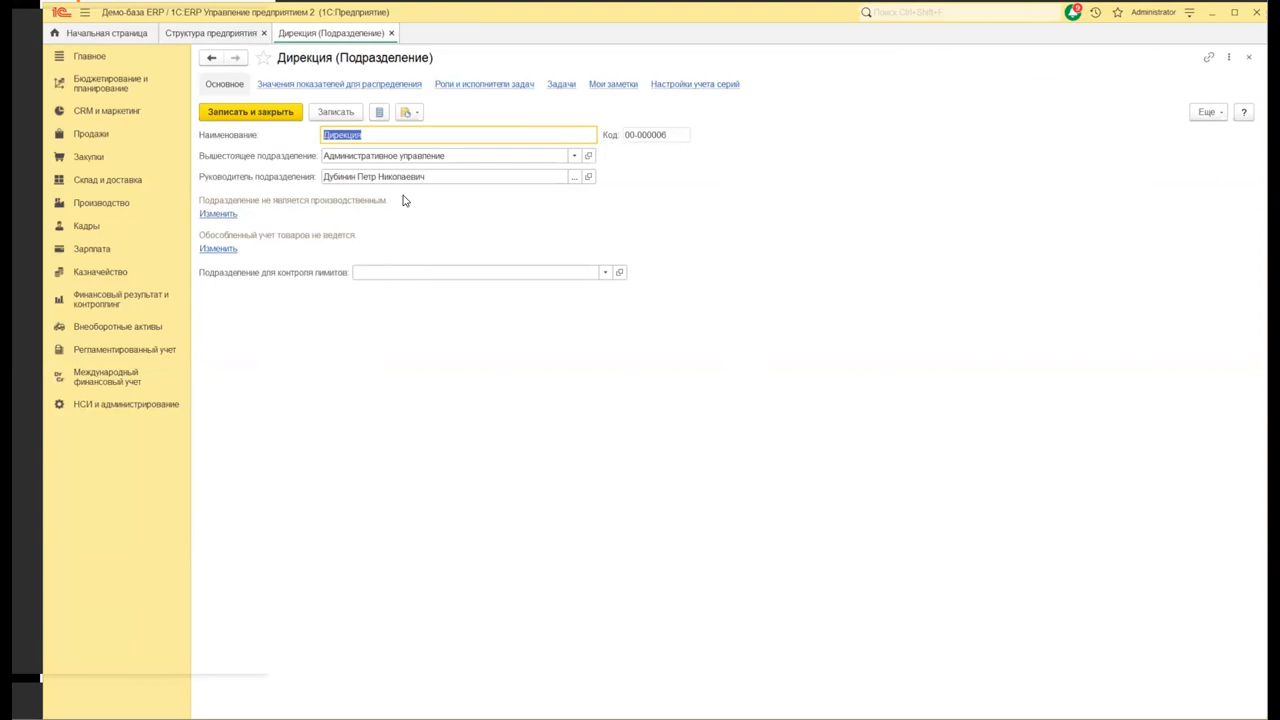 Демо-база ERP / 1С:ERP Управление предприятием 2 (1С:Предприятие)
Поиск Ctrl+Shift+F
Administrator
Начальная страница
Структура предприятия ×
Дирекция (Подразделение) ×
Главное
Бюджетирование и
планирование
CRM и маркетинг
Продажи
Закупки
Склад и доставка
Производство
Кадры
Зарплата
Казначейство
Финансовый результат и
контроллинг
Внеоборотные активы
Регламентированный учет
Международный
финансовый учет
НСИ и администрирование
Дирекция (Подразделение)
Основное Значения показателей для распределения Роли и исполнители задач Задачи Мои заметки Настройки учета серий
Записать и закрыть Записать Еще ?
Наименование: Дирекция Код: 00-000006
Вышестоящее подразделение: Административное управление
Руководитель подразделения: Дубинин Петр Николаевич ...
Подразделение не является производственным.
Изменить
Обособленный учет товаров не ведется.
Изменить
Подразделение для контроля лимитов: